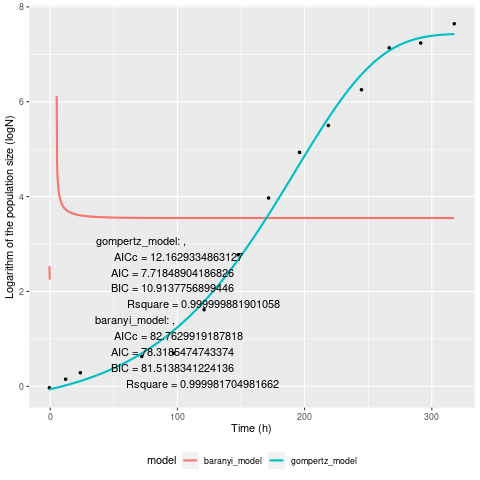 8
6
4
2
0
Logarithm of the population size (logN)
gompertz_model: ,
AICc = 12.1629334863127
AIC = 7.71848904186826
BIC = 10.9137756899446
Rsquare = 0.999999881901058
baranyi_model: ,
AICc = 82.7629919187818
AIC = 78.3185474743374
BIC = 81.5138341224136
Rsquare = 0.999981704981662
0 100 200 300
Time (h)
model baranyi_model gompertz_model